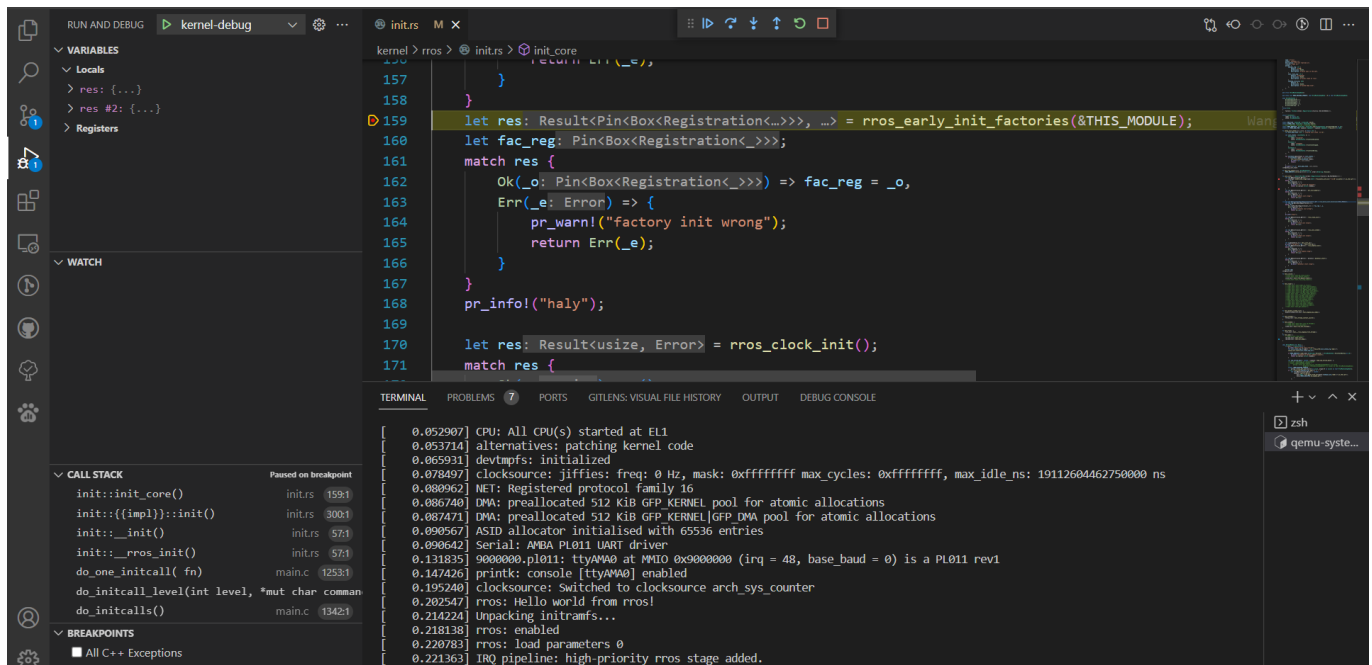 RUN AND DEBUG kernel-debug
init.rs M
VARIABLES
Locals
res: {...}
res #2: {...}
Registers
WATCH
CALL STACK Paused on breakpoint
init::init_core() init.rs 159:1
init::{{impl}}::init() init.rs 300:1
init::__init() init.rs 57:1
init::__rros_init() init.rs 57:1
do_one_initcall( fn) main.c 1253:1
do_initcall_level(int level, *mut char comman
do_initcalls() main.c 1342:1
BREAKPOINTS
All C++ Exceptions
1
1
kernel > rros > init.rs > init_core
156 return Err(_e);
157 }
158 }
159 let res: Result<Pin<Box<Registration<…>>>, …> = rros_early_init_factories(&THIS_MODULE); Wang
160 let fac_reg: Pin<Box<Registration<_>>>;
161 match res {
162 Ok(_o: Pin<Box<Registration<_>>>) => fac_reg = _o,
163 Err(_e: Error) => {
164 pr_warn!("factory init wrong");
165 return Err(_e);
166 }
167 }
168 pr_info!("haly");
169
170 let res: Result<usize, Error> = rros_clock_init();
171 match res {
TERMINAL PROBLEMS 7 PORTS GITLENS: VISUAL FILE HISTORY OUTPUT DEBUG CONSOLE
[ 0.052907] CPU: All CPU(s) started at EL1
[ 0.053714] alternatives: patching kernel code
[ 0.065931] devtmpfs: initialized
[ 0.078497] clocksource: jiffies: freq: 0 Hz, mask: 0xffffffff max_cycles: 0xffffffff, max_idle_ns: 19112604462750000 ns
[ 0.080962] NET: Registered protocol family 16
[ 0.086740] DMA: preallocated 512 KiB GFP_KERNEL pool for atomic allocations
[ 0.087471] DMA: preallocated 512 KiB GFP_KERNEL|GFP_DMA pool for atomic allocations
[ 0.090567] ASID allocator initialised with 65536 entries
[ 0.090642] Serial: AMBA PL011 UART driver
[ 0.131835] 9000000.pl011: ttyAMA0 at MMIO 0x9000000 (irq = 48, base_baud = 0) is a PL011 rev1
[ 0.147426] printk: console [ttyAMA0] enabled
[ 0.195240] clocksource: Switched to clocksource arch_sys_counter
[ 0.202547] rros: Hello world from rros!
[ 0.214224] Unpacking initramfs...
[ 0.218138] rros: enabled
[ 0.220783] rros: load parameters 0
[ 0.221363] IRQ pipeline: high-priority rros stage added.
zsh
qemu-syste...